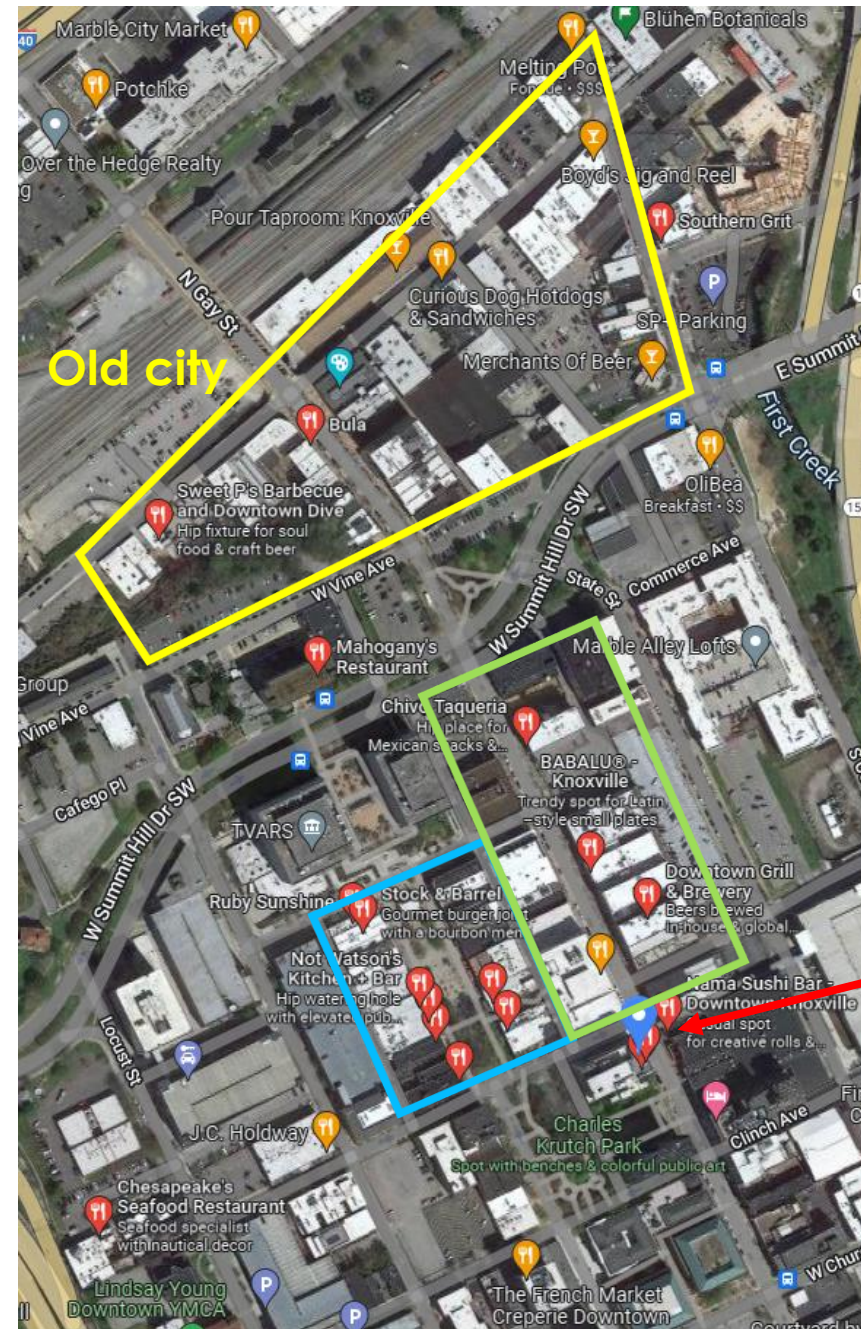 Blühen Botanicals
Marble City Market
40
Melting Pot
Fondue • $$$
Potchke
Over the Hedge Realty
Boyd's Jig and Reel
Pour Taproom: Knoxville
Southern Grit
N Gay St
P
Curious Dog Hotdogs
& Sandwiches
SP+ Parking
Old city
Merchants Of Beer
E Summit
First Creek
Bula
OliBea
Breakfast • $$
Sweet P's Barbecue
and Downtown Dive
Hip fixture for soul
food & craft beer
15
W Summit Hill Dr SW
W Vine Ave
State St
Commerce Ave
Mahogany's
Restaurant
Marble Alley Lofts
Group
Vine Ave
Chivo Taqueria
Hip place for
Mexican snacks &...
BABALU® -
Knoxville
Trendy spot for Latin
-style small plates
Cafego Pl
W Summit Hill Dr SW
TVARS
Downtown Grill
& Brewery
Beers brewed
in-house & global...
Ruby Sunshine
Stock & Barrel
Gourmet burger joint
with a bourbon men
Not Watson's
Kitchen + Bar
Hip watering hole
with elevated pub...
Nama Sushi Bar -
Downtown Knoxville
Casual spot
for creative rolls &...
Locust St
J.C. Holdway
Charles
Krutch Park
Spot with benches & colorful public art
Clinch Ave
Fi
C
Chesapeake's
Seafood Restaurant
Seafood specialist
with nautical decor
Lindsay Young
Downtown YMCA
P
P
The French Market
Creperie Downtown
W Chur
Courtyard by